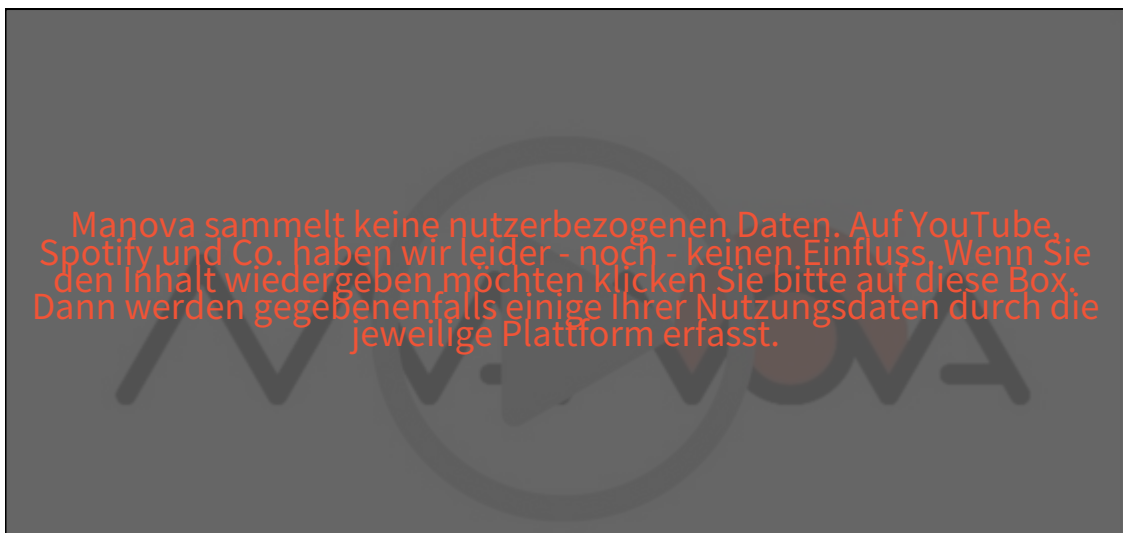 Manova sammelt keine nutzerbezogenen Daten. Auf YouTube,
Spotify und Co. haben wir leider - noch - keinen Einfluss. Wenn Sie
den Inhalt wiedergeben möchten klicken Sie bitte auf diese Box.
Dann werden gegebenenfalls einige Ihrer Nutzungsdaten durch die
jeweilige Plattform erfasst.
MANOVA